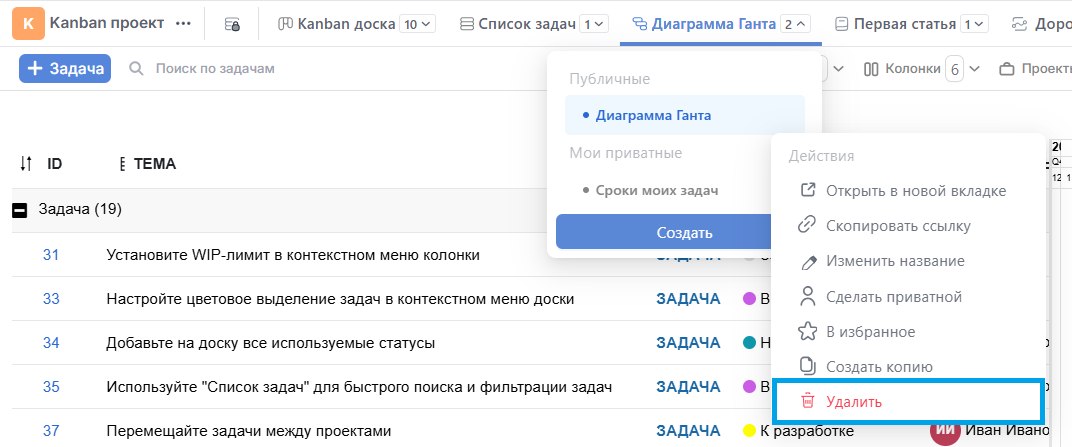 K Kanban проект ••• Kanban доска 10 Список задач 1 Диаграмма Ганта 2 Первая статья 1 Доро
+ Задача Поиск по задачам Колонки 6 Проекты
Публичные
• Диаграмма Ганта
Мои приватные
• Сроки моих задач
Создать
Действия
Открыть в новой вкладке
Скопировать ссылку
Изменить название
Сделать приватной
В избранное
Создать копию
Удалить
ID ТЕМА
Q4
12 1
Задача (19)
31 Установите WIP-лимит в контекстном меню колонки ЗАДАЧА
33 Настройте цветовое выделение задач в контекстном меню доски ЗАДАЧА В
34 Добавьте на доску все используемые статусы ЗАДАЧА Н
35 Используйте "Список задач" для быстрого поиска и фильтрации задач ЗАДАЧА В
37 Перемещайте задачи между проектами ЗАДАЧА К разработке ИИ Иван Ивано